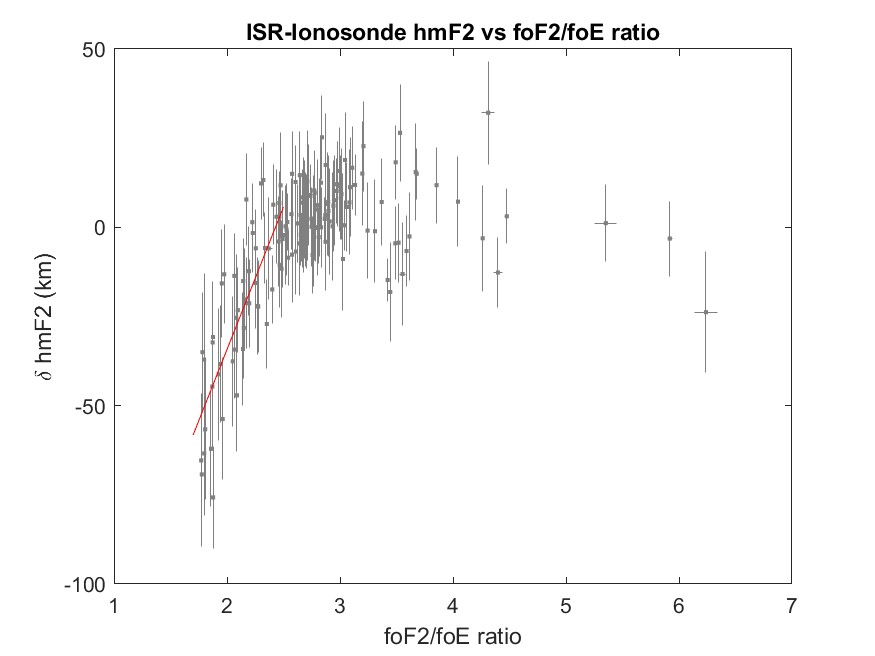 ISR-Ionosonde hmF2 vs foF2/foE ratio
50
0
-50
-100
δ hmF2 (km)
1 2 3 4 5 6 7
foF2/foE ratio